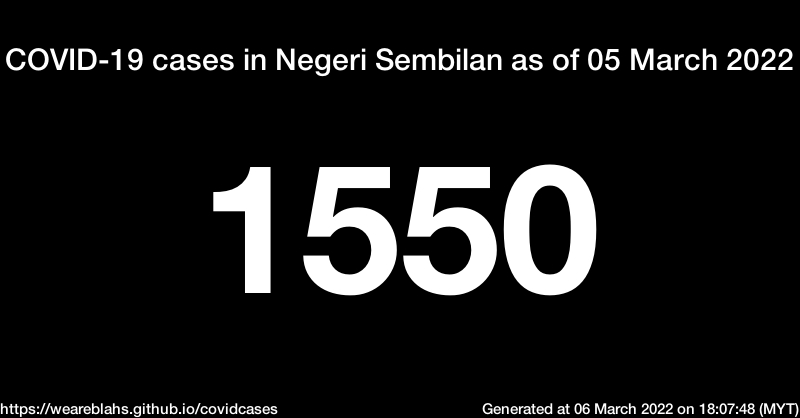 COVID-19 cases in Negeri Sembilan as of 05 March 2022
1550
https://weareblahs.github.io/covidcases
Generated at 06 March 2022 on 18:07:48 (MYT)